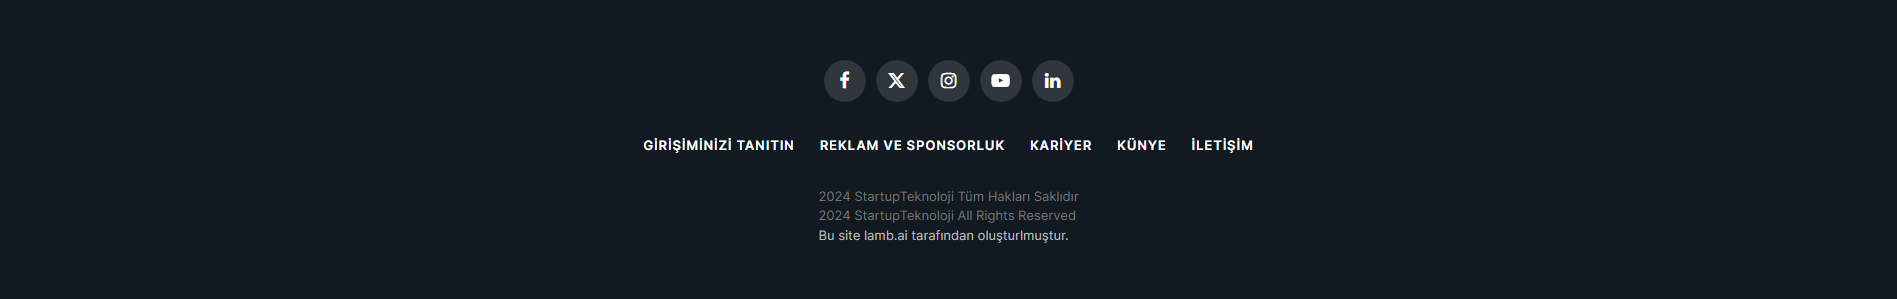 GİRİŞİMİNİZİ TANITIN REKLAM VE SPONSORLUK KARİYER KÜNYE İLETİŞİM
2024 StartupTeknoloji Tüm Hakları Saklıdır
2024 StartupTeknoloji All Rights Reserved
Bu site lamb.ai tarafından oluşturlmuştur.